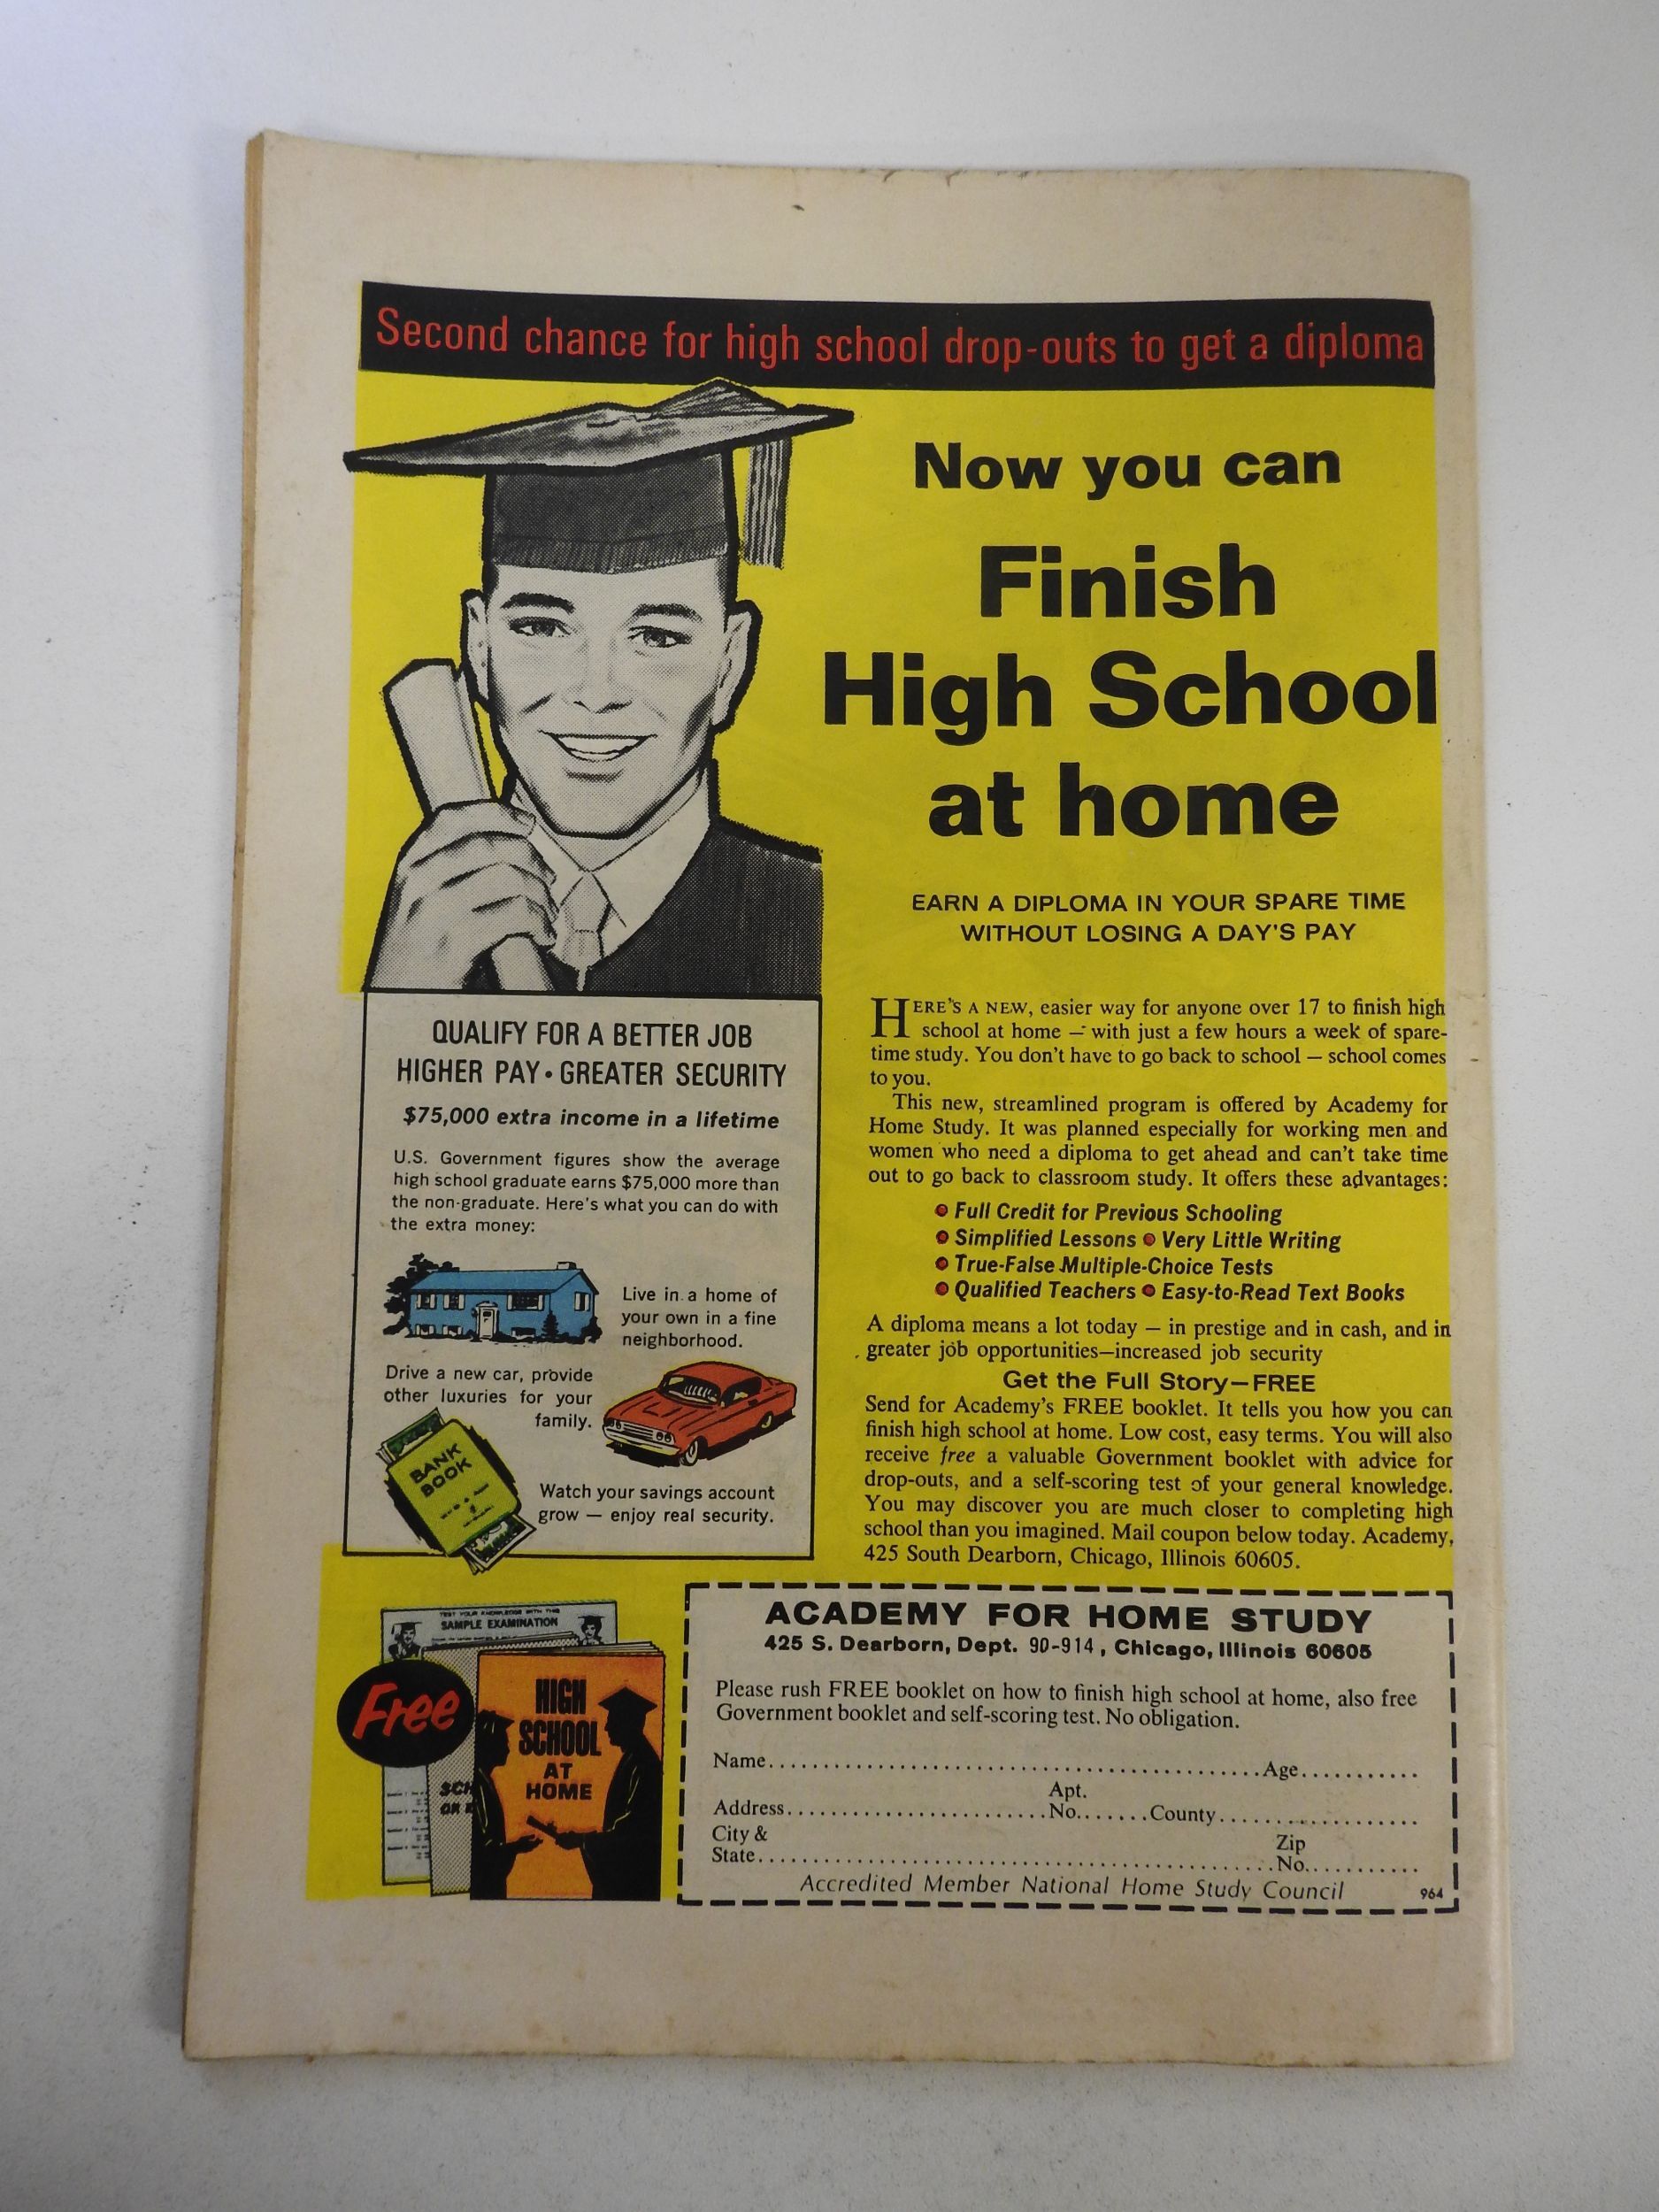 Second chance for high school drop-outs to get a diploma
Now you can
Finish
High School
at home
EARN A DIPLOMA IN YOUR SPARE TIME
WITHOUT LOSING A DAY'S PAY
QUALIFY FOR A BETTER JOB
HIGHER PAY • GREATER SECURITY
$75,000 extra income in a lifetime
U.S. Government figures show the average
high school graduate earns $75,000 more than
the non-graduate. Here's what you can do with
the extra money:
Live in a home of
your own in a fine
neighborhood.
Drive a new car, provide
other luxuries for your
family.
BANK
BOOK
Watch your savings account
grow — enjoy real security.
HERE'S A NEW, easier way for anyone over 17 to finish high
school at home — with just a few hours a week of spare-
time study. You don't have to go back to school — school comes
to you.
This new, streamlined program is offered by Academy for
Home Study. It was planned especially for working men and
women who need a diploma to get ahead and can't take time
out to go back to classroom study. It offers these advantages:
• Full Credit for Previous Schooling
• Simplified Lessons • Very Little Writing
• True-False Multiple-Choice Tests
• Qualified Teachers • Easy-to-Read Text Books
A diploma means a lot today — in prestige and in cash, and in
greater job opportunities—increased job security
Get the Full Story—FREE
Send for Academy's FREE booklet. It tells you how you can
finish high school at home. Low cost, easy terms. You will also
receive free a valuable Government booklet with advice for
drop-outs, and a self-scoring test of your general knowledge.
You may discover you are much closer to completing high
school than you imagined. Mail coupon below today. Academy,
425 South Dearborn, Chicago, Illinois 60605.
TEST YOUR KNOWLEDGE WITH THIS
SAMPLE EXAMINATION
Free
SCH
OR
HIGH
SCHOOL
AT
HOME
ACADEMY FOR HOME STUDY
425 S. Dearborn, Dept. 90-914, Chicago, Illinois 60605
Please rush FREE booklet on how to finish high school at home, also free
Government booklet and self-scoring test. No obligation.
Name............................................Age...........
Apt.
Address.......................No.......County..................
City &
State..............................................Zip
No...........
Accredited Member National Home Study Council 964